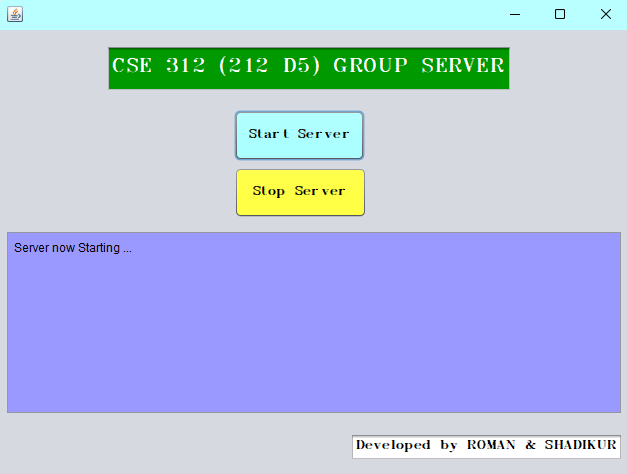 CSE 312 (212 D5) GROUP SERVER
Start Server
Stop Server
Server now Starting ...
Developed by ROMAN & SHADIKUR